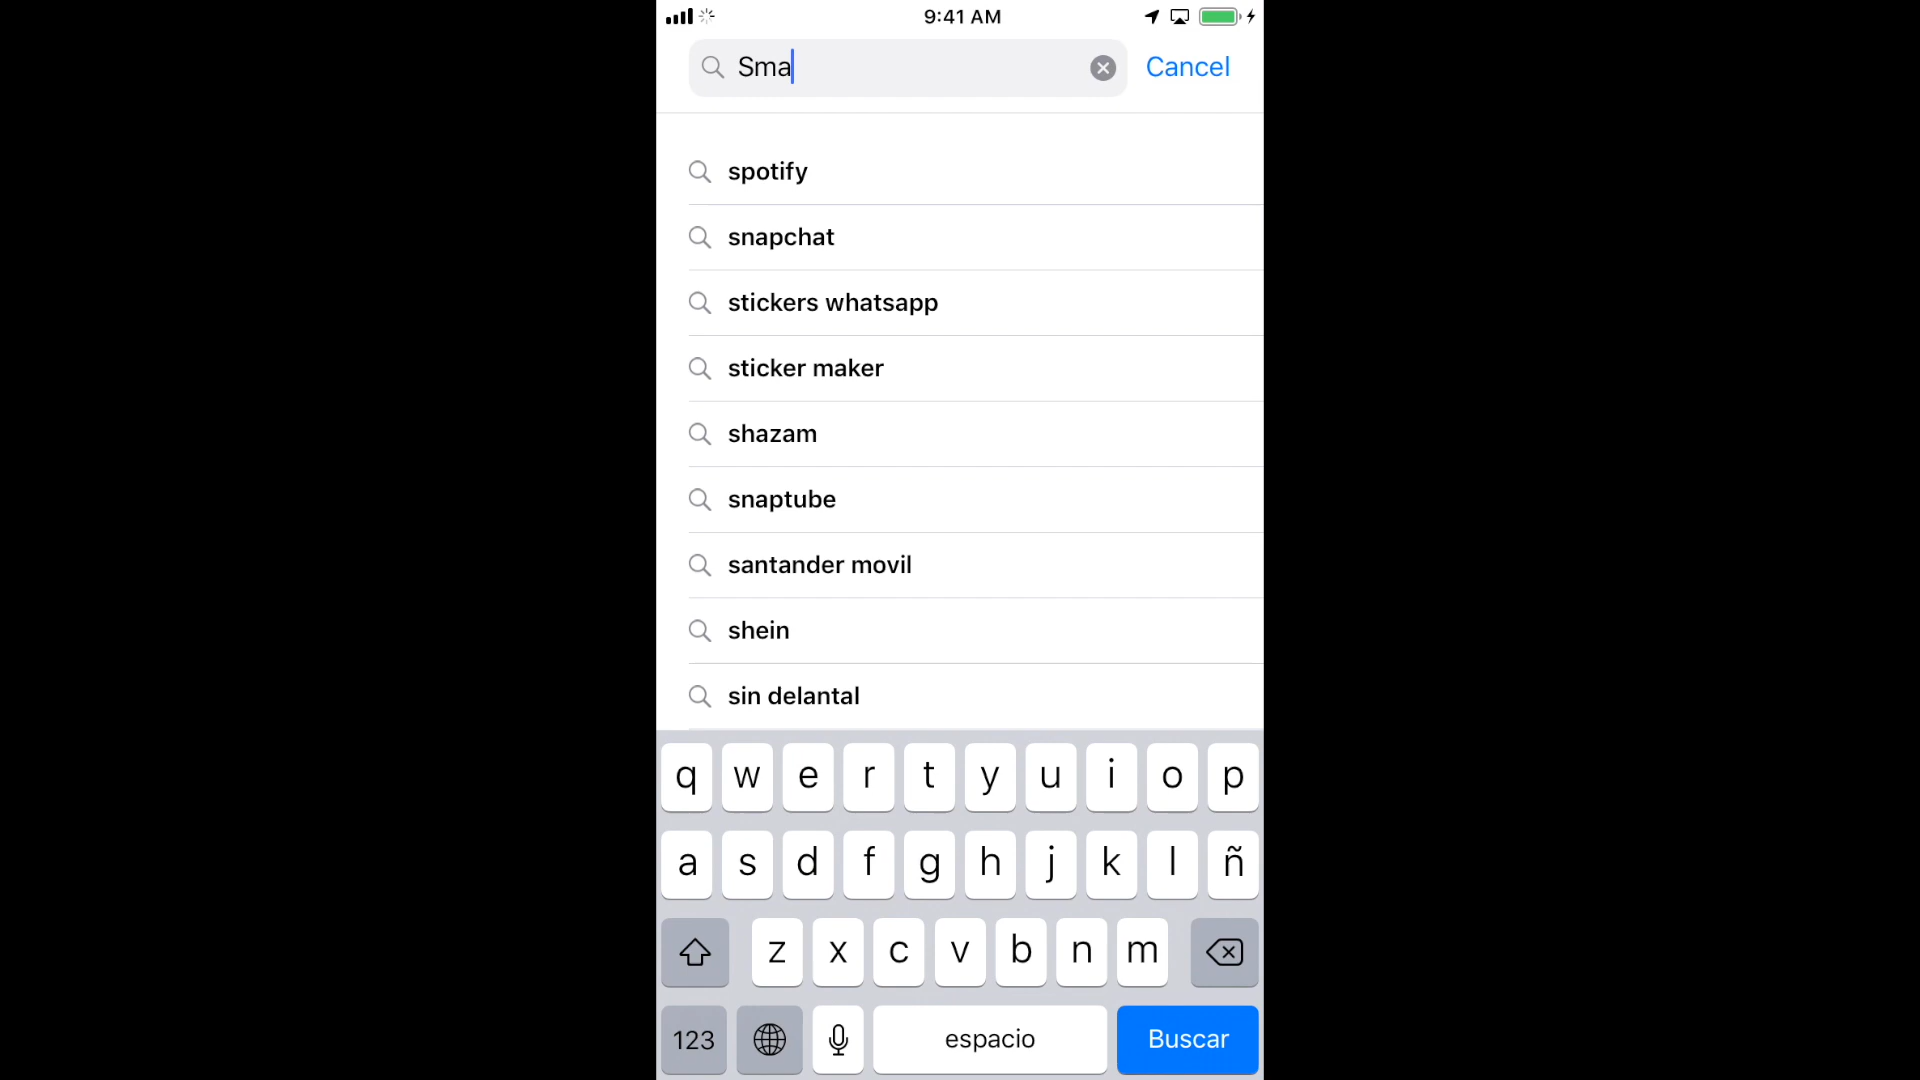 9:41 AM
Sma
Cancel
spotify
snapchat
stickers whatsapp
sticker maker
shazam
snaptube
santander movil
shein
sin delantal
q w e r t y u i o p
a s d f g h j k l ñ
z x c v b n m
123 espacio Buscar